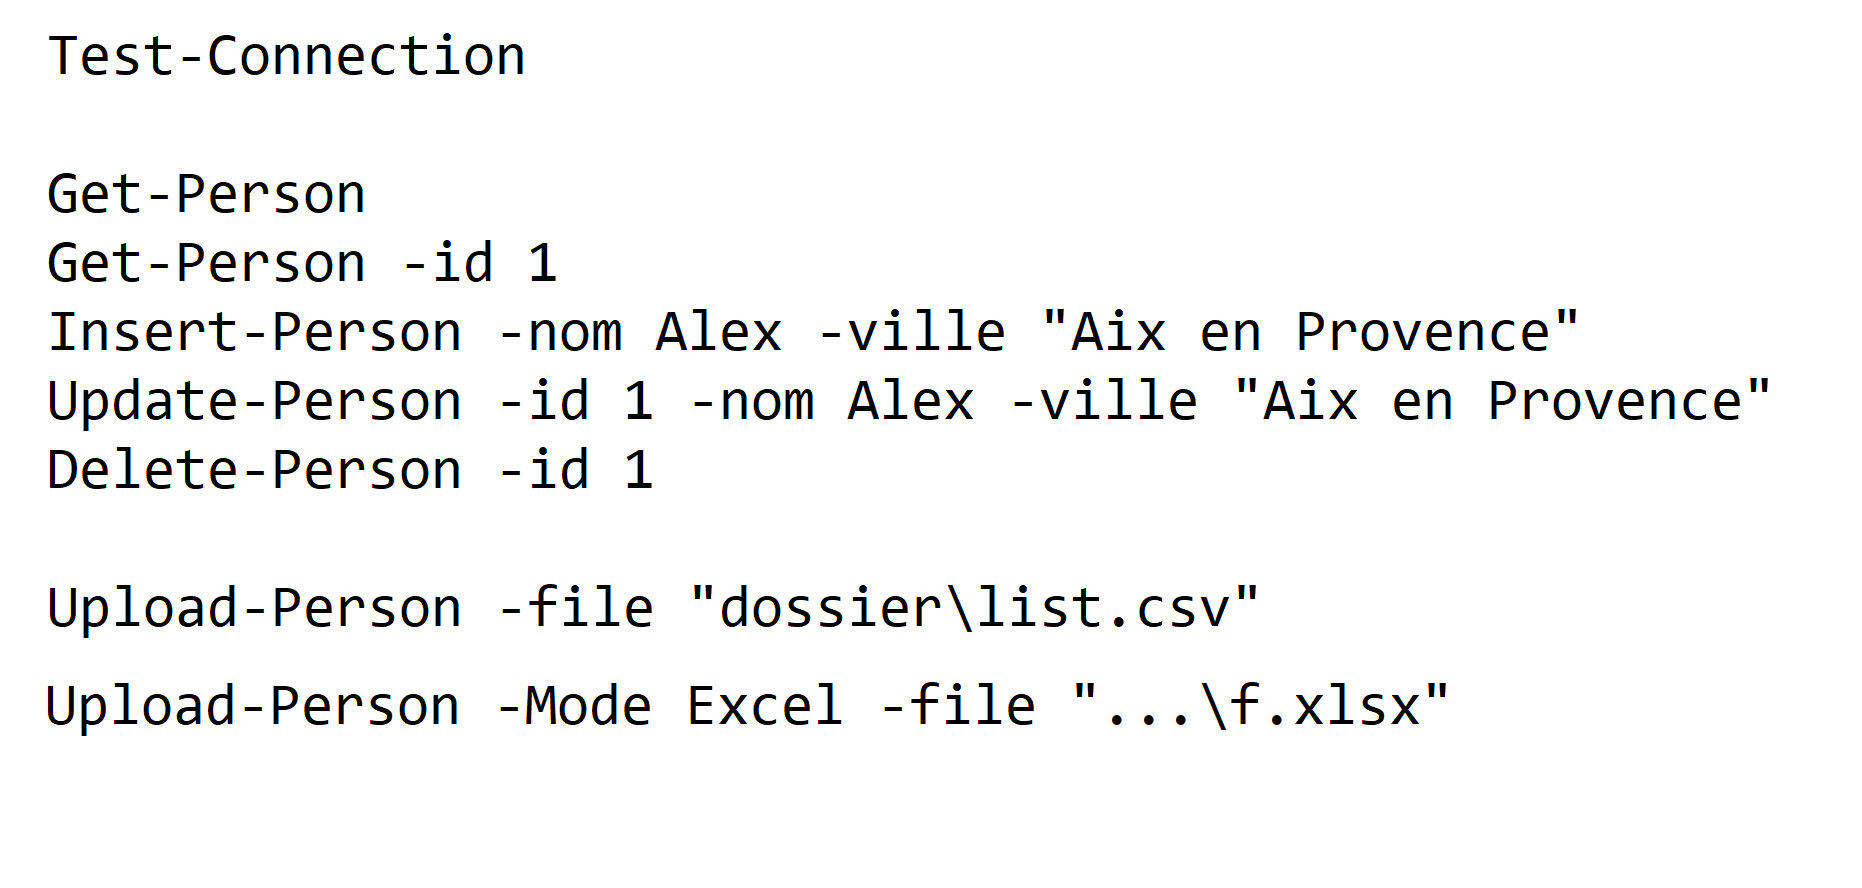 Test-Connection
Get-Person
Get-Person -id 1
Insert-Person -nom Alex -ville "Aix en Provence"
Update-Person -id 1 -nom Alex -ville "Aix en Provence"
Delete-Person -id 1
Upload-Person -file "dossier\list.csv"
Upload-Person -Mode Excel -file "...\f.xlsx"